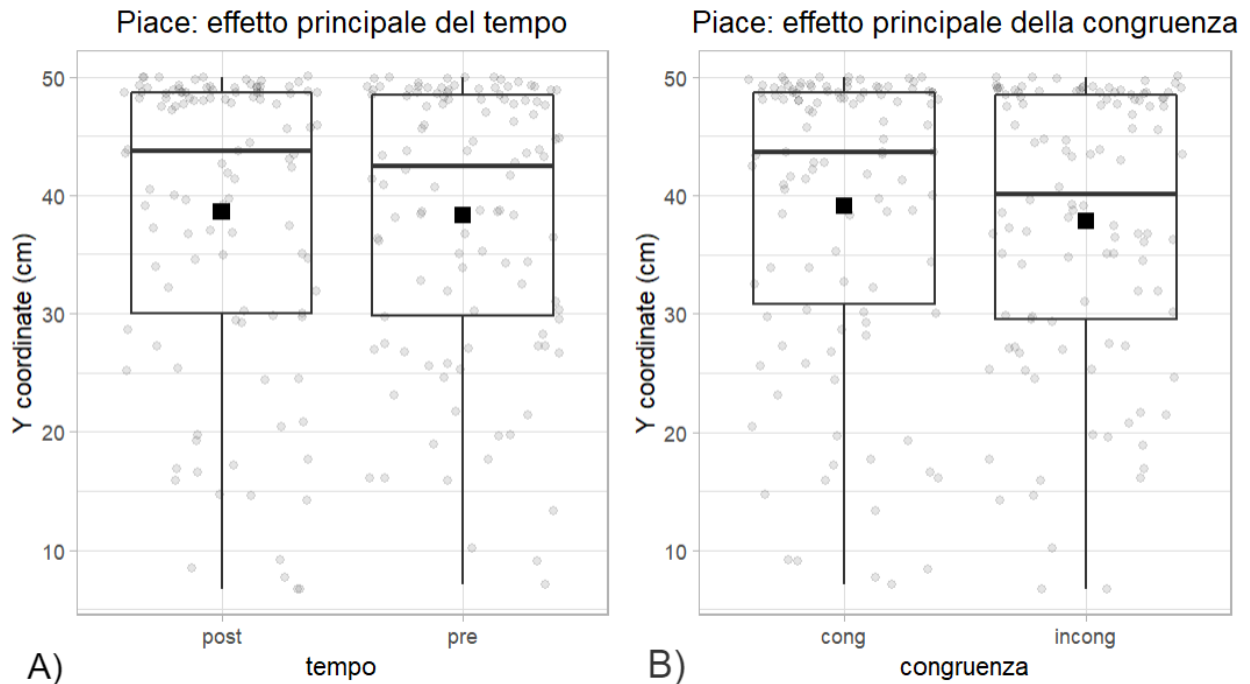 Piace: effetto principale del tempo
Y coordinate (cm)
50
40
30
20
10
post pre
tempo
A)
Piace: effetto principale della congruenza
Y coordinate (cm)
50
40
30
20
10
cong incong
congruenza
B)